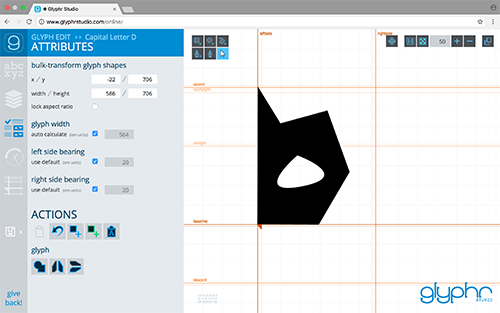 Glyphr Studio
www.glyphrstudio.com/online/
GLYPH EDIT >> Capital Letter D
ATTRIBUTES
bulk-transform glyph shapes
x / y -22 / 706
width / height 586 / 706
lock aspect ratio
glyph width
auto calculate (em units) 564
left side bearing
use default (em units) 20
right side bearing
use default (em units) 20
ACTIONS
glyph
abc
xyz
give
back!
leftside
rightside
50
ascent
xheight
baseline
descent
glyphr
STUDIO